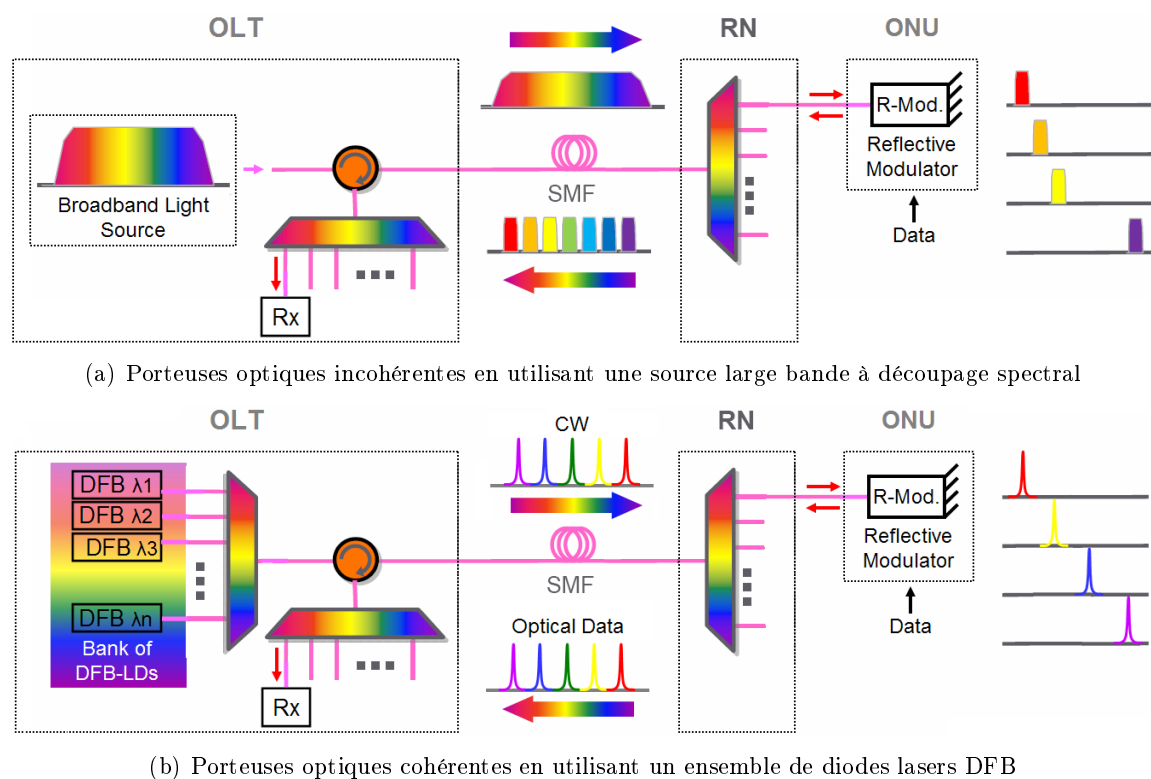 OLT
RN
ONU
Broadband Light
Source
SMF
R-Mod.
Reflective
Modulator
Data
Rx
(a) Porteuses optiques incohérentes en utilisant une source large bande à découpage spectral
OLT
CW
RN
ONU
DFB λ1
DFB λ2
DFB λ3
DFB λn
Bank of
DFB-LDs
SMF
R-Mod.
Reflective
Modulator
Data
Optical Data
Rx
(b) Porteuses optiques cohérentes en utilisant un ensemble de diodes lasers DFB